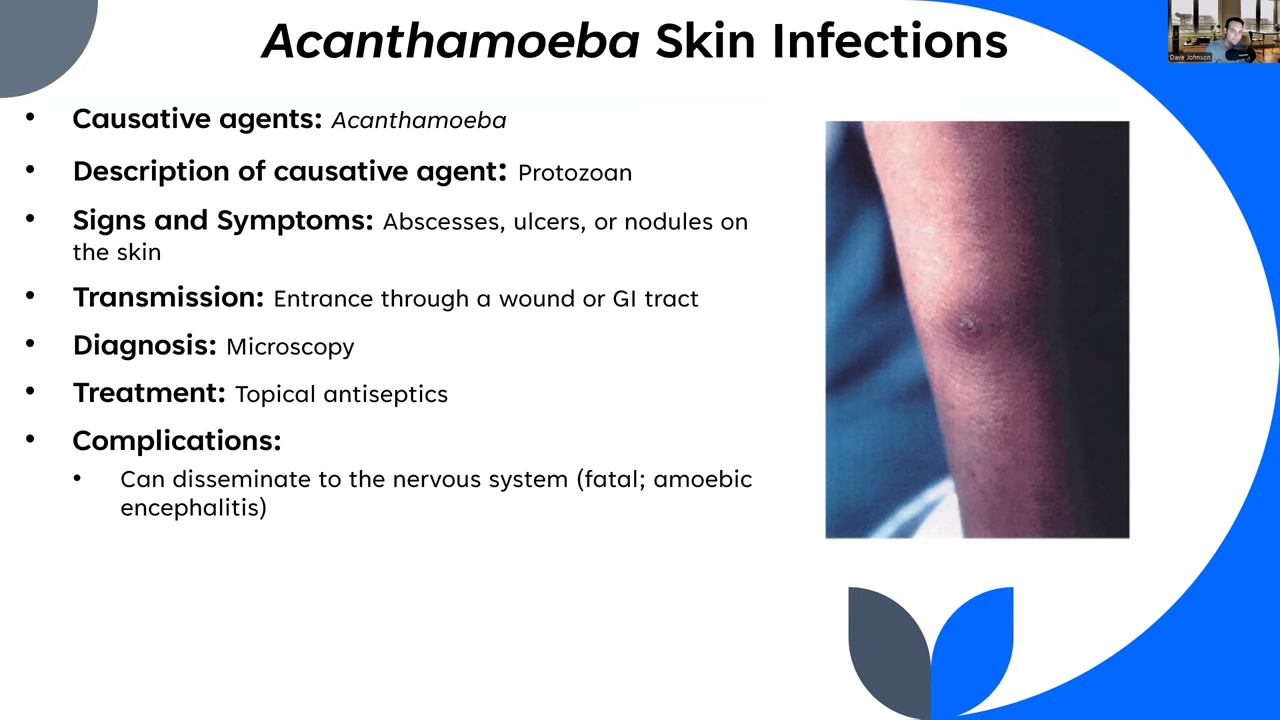 Acanthamoeba Skin Infections
• Causative agents: Acanthamoeba
• Description of causative agent: Protozoan
• Signs and Symptoms: Abscesses, ulcers, or nodules on
the skin
• Transmission: Entrance through a wound or GI tract
• Diagnosis: Microscopy
• Treatment: Topical antiseptics
• Complications:
• Can disseminate to the nervous system (fatal; amoebic
encephalitis)
Dave Johnson